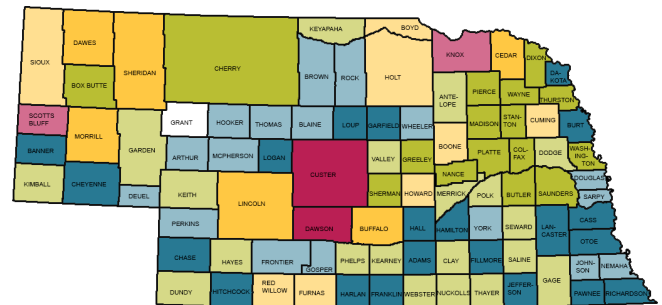 KEYAPAHA
BOYD
SIOUX
DAWES
SHERIDAN
CHERRY
BROWN
ROCK
HOLT
KNOX
CEDAR
DIXON
DA-
KOTA
BOX BUTTE
ANTE-
LOPE
PIERCE
WAYNE
THURSTON
SCOTTS
BLUFF
MORRILL
GARDEN
GRANT
HOOKER
THOMAS
BLAINE
LOUP
GARFIELD
WHEELER
MADISON
STAN-
TON
CUMING
BURT
BANNER
ARTHUR
MCPHERSON
LOGAN
CUSTER
VALLEY
GREELEY
BOONE
PLATTE
COL-
FAX
DODGE
WASH-
ING-
TON
KIMBALL
CHEYENNE
DEUEL
KEITH
LINCOLN
SHERMAN
HOWARD
NANCE
MERRICK
POLK
BUTLER
SAUNDERS
DOUGLAS
SARPY
PERKINS
DAWSON
BUFFALO
HALL
HAMILTON
YORK
SEWARD
LAN-
CASTER
CASS
OTOE
CHASE
HAYES
FRONTIER
GOSPER
PHELPS
KEARNEY
ADAMS
CLAY
FILLMORE
SALINE
GAGE
JOHN-
SON
NEMAHA
DUNDY
HITCHCOCK
RED
WILLOW
FURNAS
HARLAN
FRANKLIN
WEBSTER
NUCKOLLS
THAYER
JEFFER-
SON
PAWNEE
RICHARDSON